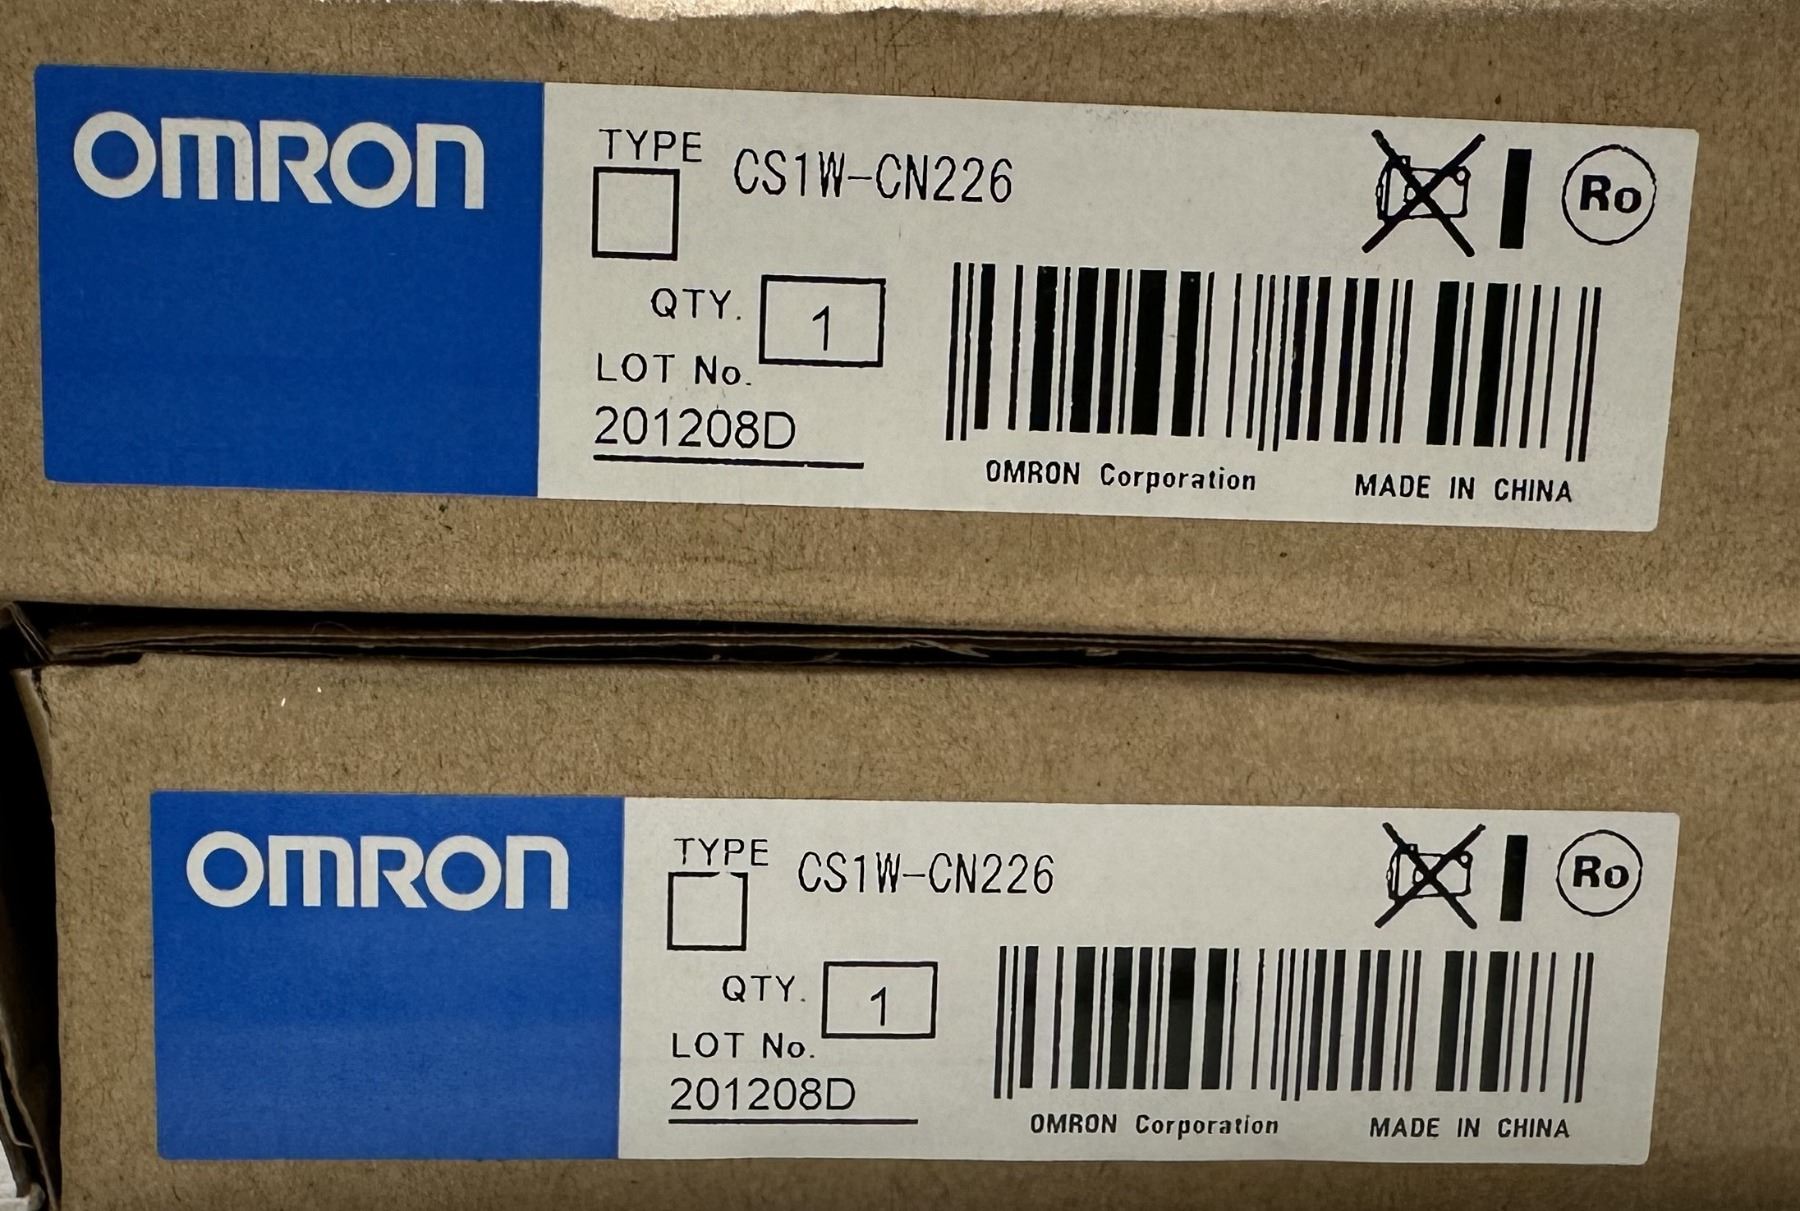 OMRON
TYPE CS1W-CN226
Ro
QTY. 1
LOT No.
201208D
OMRON Corporation MADE IN CHINA
OMRON
TYPE CS1W-CN226
Ro
QTY. 1
LOT No.
201208D
OMRON Corporation MADE IN CHINA